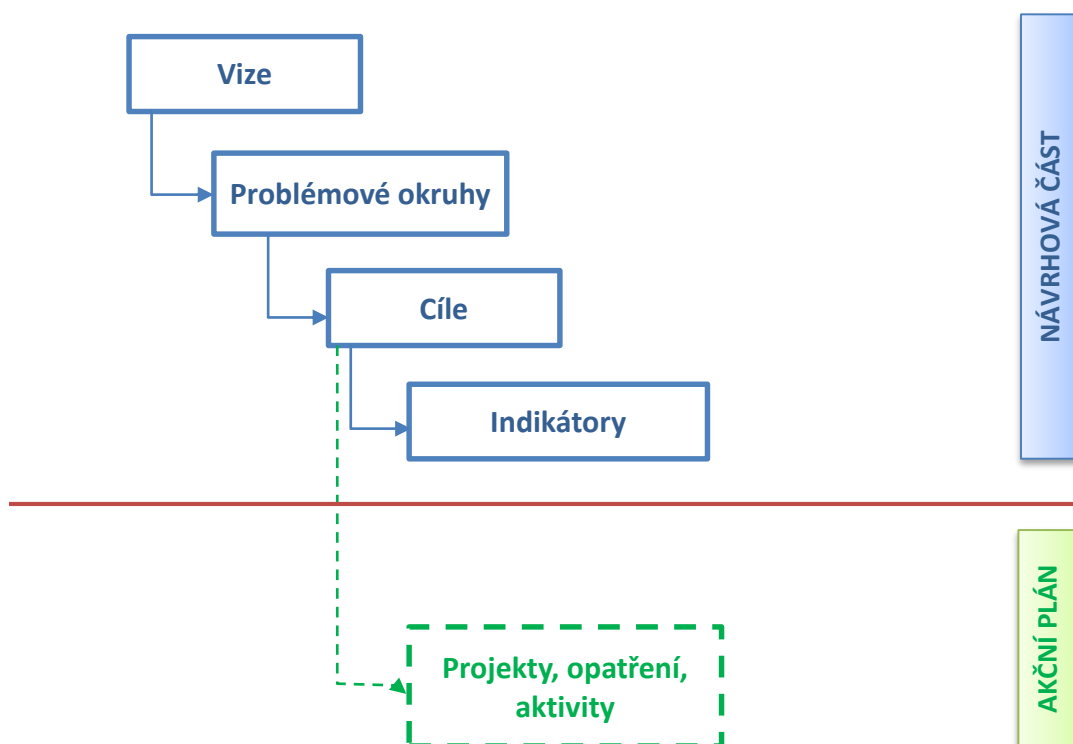 Vize
Problémové okruhy
Cíle
Indikátory
NÁVRHOVÁ ČÁST
Projekty, opatření,
aktivity
AKČNÍ PLÁN